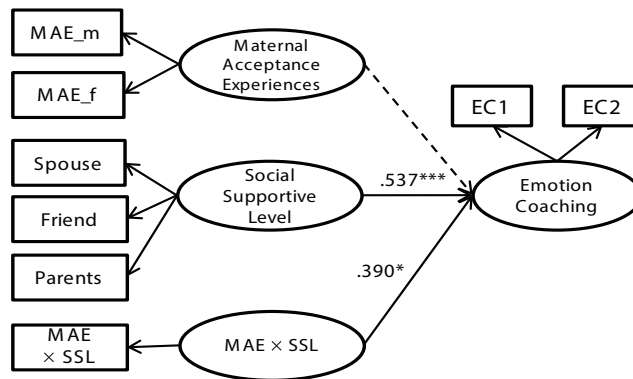 MAE_m
MAE_f
Maternal
Acceptance
Experiences
EC1
EC2
Spouse
Friend
Parents
Social
Supportive
Level
.537***
Emotion
Coaching
.390*
MAE
× SSL
MAE × SSL